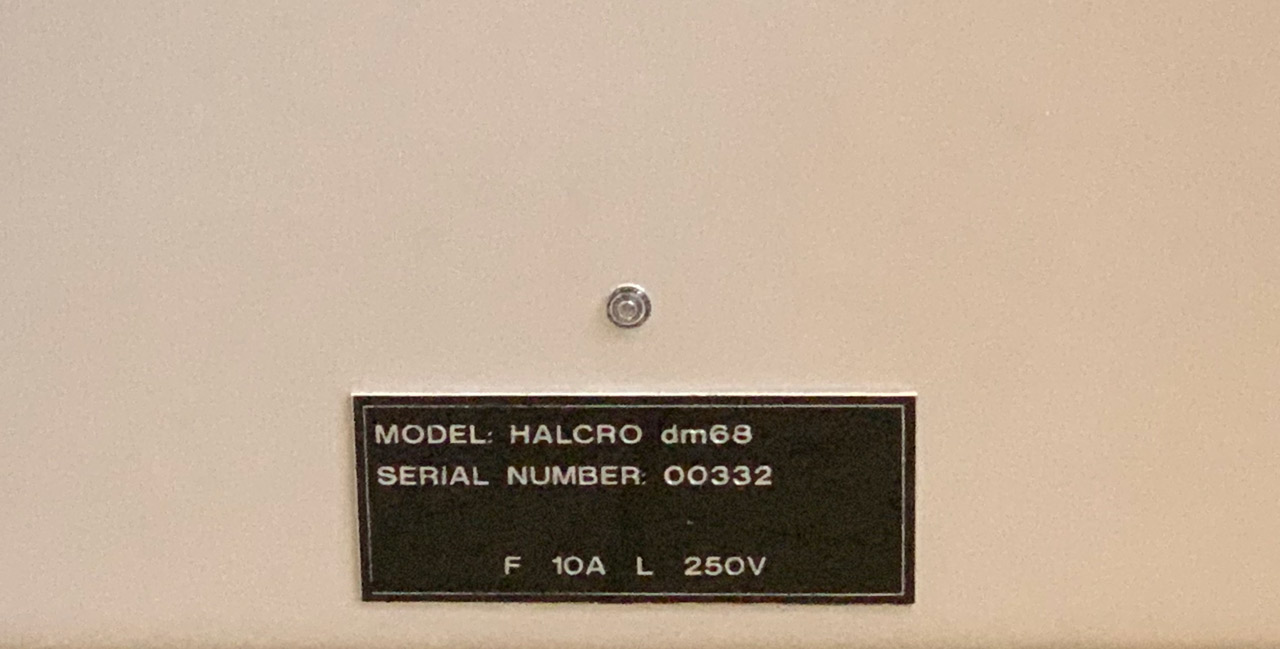 MODEL: HALCRO dm68
SERIAL NUMBER: 00332
F 10A L 250V